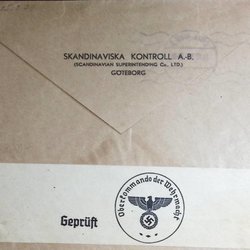 SKANDINAVISKA KONTROLL A.-B.
(SCANDINAVIAN SUPERINTENDING Co., LTD.)
GÖTEBORG
Geprüft
Oberkommando der Wehrmacht